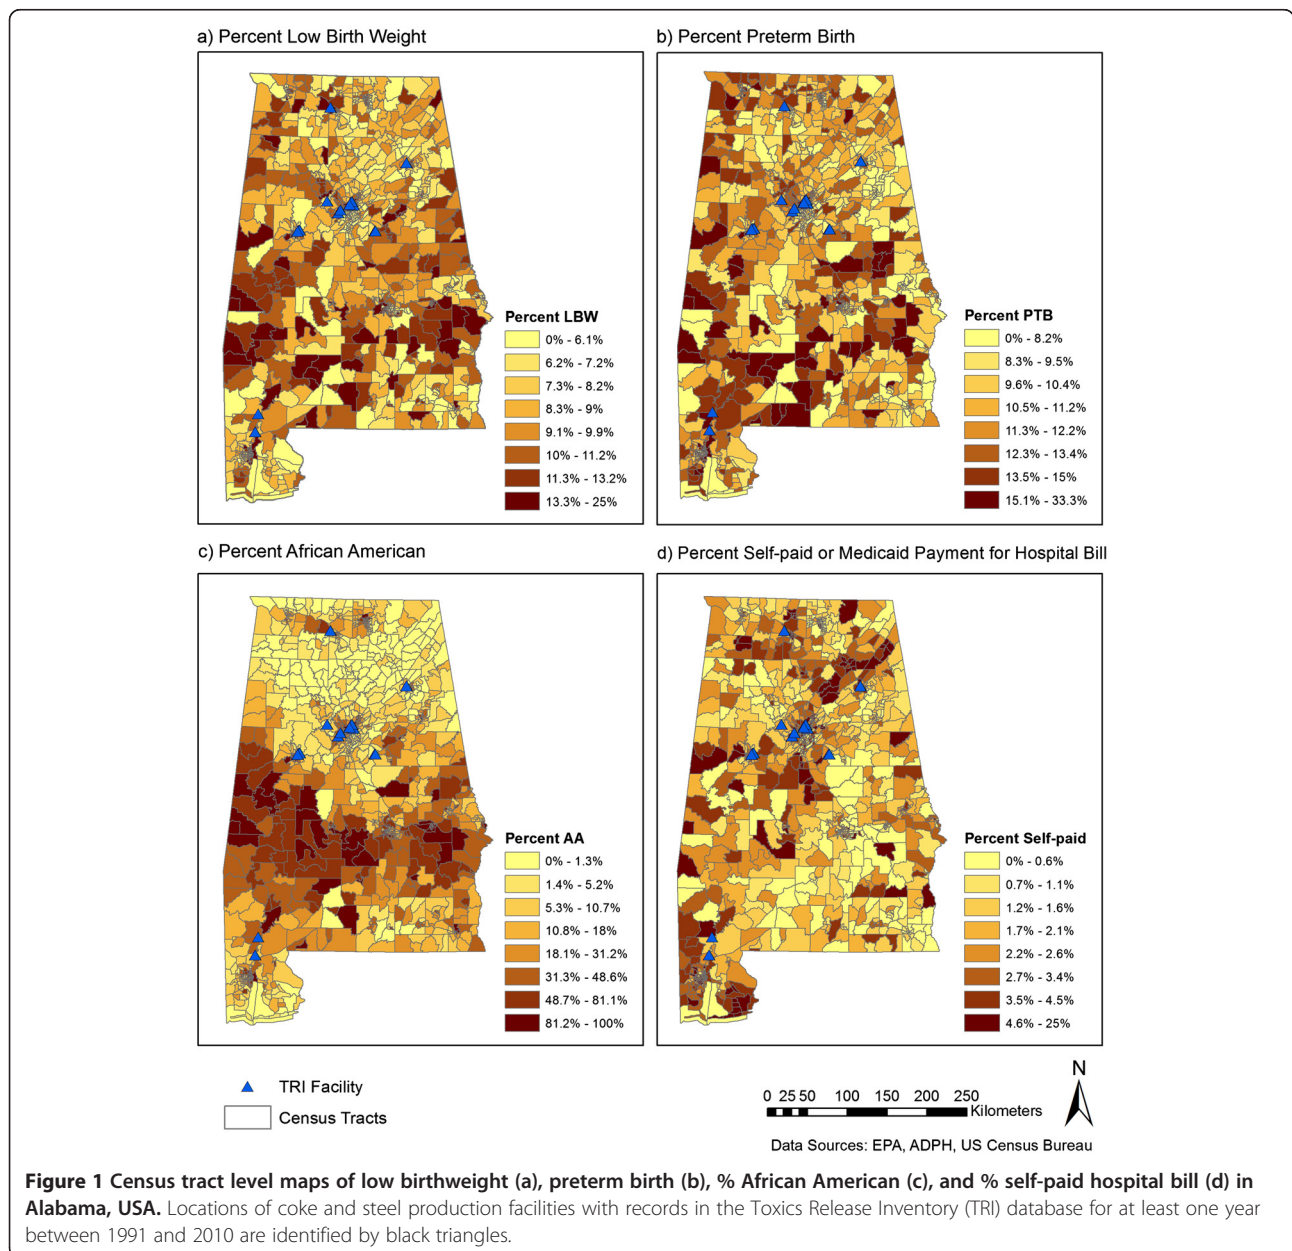 a) Percent Low Birth Weight
b) Percent Preterm Birth
Percent LBW
0% - 6.1%
6.2% - 7.2%
7.3% - 8.2%
8.3% - 9%
9.1% - 9.9%
10% - 11.2%
11.3% - 13.2%
13.3% - 25%
Percent PTB
0% - 8.2%
8.3% - 9.5%
9.6% - 10.4%
10.5% - 11.2%
11.3% - 12.2%
12.3% - 13.4%
13.5% - 15%
15.1% - 33.3%
c) Percent African American
d) Percent Self-paid or Medicaid Payment for Hospital Bill
Percent AA
0% - 1.3%
1.4% - 5.2%
5.3% - 10.7%
10.8% - 18%
18.1% - 31.2%
31.3% - 48.6%
48.7% - 81.1%
81.2% - 100%
Percent Self-paid
0% - 0.6%
0.7% - 1.1%
1.2% - 1.6%
1.7% - 2.1%
2.2% - 2.6%
2.7% - 3.4%
3.5% - 4.5%
4.6% - 25%
TRI Facility
Census Tracts
N
0 25 50 100 150 200 250
Kilometers
Data Sources: EPA, ADPH, US Census Bureau
Figure 1 Census tract level maps of low birthweight (a), preterm birth (b), % African American (c), and % self-paid hospital bill (d) in
Alabama, USA. Locations of coke and steel production facilities with records in the Toxics Release Inventory (TRI) database for at least one year
between 1991 and 2010 are identified by black triangles.